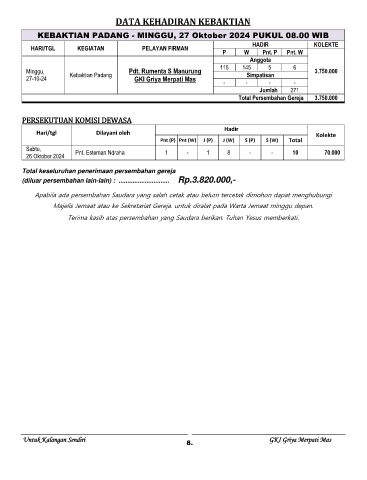 DATA KEHADIRAN KEBAKTIAN
KEBAKTIAN PADANG - MINGGU, 27 Oktober 2024 PUKUL 08.00 WIB
HARI/TGL KEGIATAN PELAYAN FIRMAN HADIR KOLEKTE
P W Pnt. P Pnt. W
Anggota
Minggu, 27-10-24 Kebaktian Padang Pdt. Rumenta S Manurung GKI Griya Merpati Mas 115 145 5 6 3.750.000
Simpatisan
- - - -
Jumlah 271
Total Persembahan Gereja 3.750.000
PERSEKUTUAN KOMISI DEWASA
Hari/tgl Dilayani oleh Hadir Kolekte
Pnt (P) Pnt (W) J (P) J (W) S (P) S (W) Total
Sabtu, 26 Oktober 2024 Pnt. Esteman Ndruha 1 - 1 8 - - 10 70.000
Total keseluruhan penerimaan persembahan gereja
(diluar persembahan lain-lain) : ........................... Rp.3.820.000,-
Apabila ada persembahan Saudara yang salah cetak atau belum tercetak dimohon dapat menghubungi
Majelis Jemaat atau ke Sekretariat Gereja. untuk diralat pada Warta Jemaat minggu depan.
Terima kasih atas persembahan yang Saudara berikan. Tuhan Yesus memberkati.
Untuk Kalangan Sendiri
8.
GKI Griya Merpati Mas